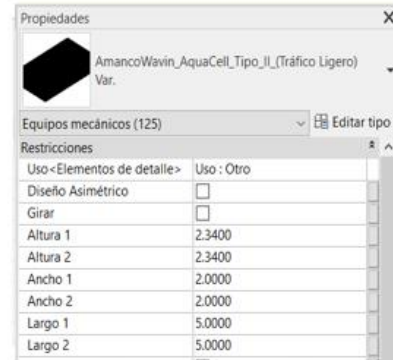 Propiedades X
AmancoWavin_AquaCell_Tipo_II_(Tráfico Ligero)
Var.
Equipos mecánicos (125) Editar tipo
Restricciones
Uso<Elementos de detalle> Uso : Otro
Diseño Asimétrico
Girar
Altura 1 2.3400
Altura 2 2.3400
Ancho 1 2.0000
Ancho 2 2.0000
Largo 1 5.0000
Largo 2 5.0000